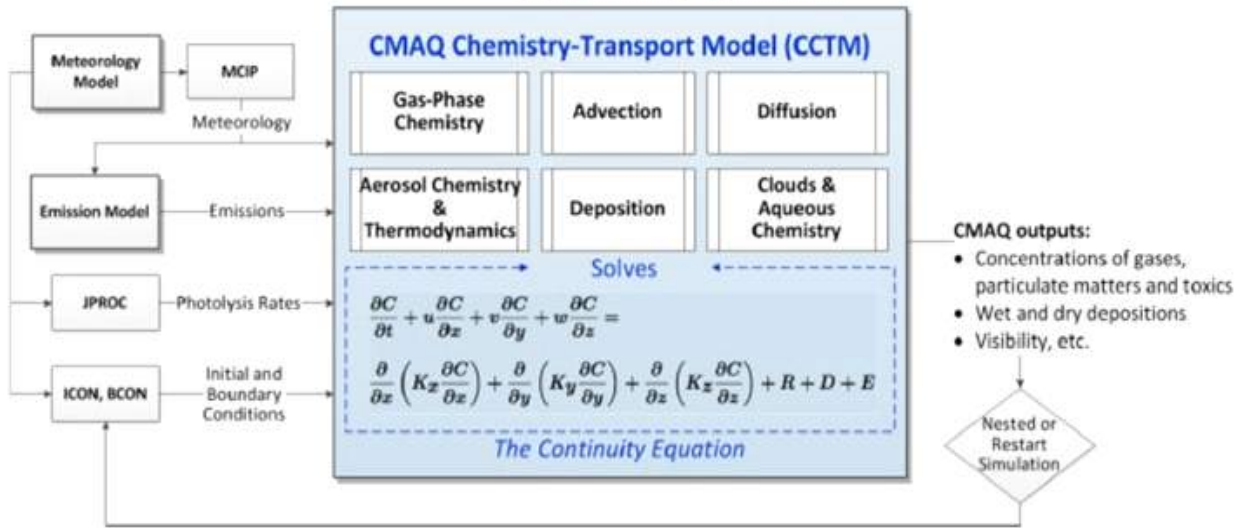 CMAQ Chemistry-Transport Model (CCTM)
Meteorology
Model
MCIP
Meteorology
Gas-Phase
Chemistry
Advection
Diffusion
Emission Model
Emissions
Aerosol Chemistry
&
Thermodynamics
Deposition
Clouds &
Aqueous
Chemistry
Solves
JPROC
Photolysis Rates
∂C/∂t + u ∂C/∂x + v ∂C/∂y + w ∂C/∂z =
∂/∂x (Kx ∂C/∂x) + ∂/∂y (Ky ∂C/∂y) + ∂/∂z (Kz ∂C/∂z) + R + D + E
ICON, BCON
Initial and
Boundary
Conditions
The Continuity Equation
CMAQ outputs:
• Concentrations of gases,
particulate matters and toxics
• Wet and dry depositions
• Visibility, etc.
Nested or
Restart
Simulation